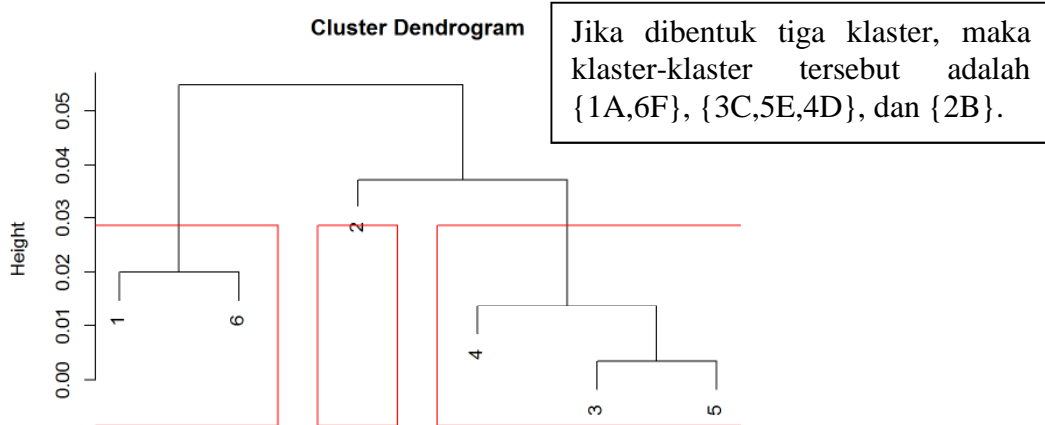 Cluster Dendrogram
Jika dibentuk tiga klaster, maka
klaster-klaster tersebut adalah
{1A,6F}, {3C,5E,4D}, dan {2B}.
Height
0.05
0.04
0.03
0.02
0.01
0.00
1
6
2
4
3
5